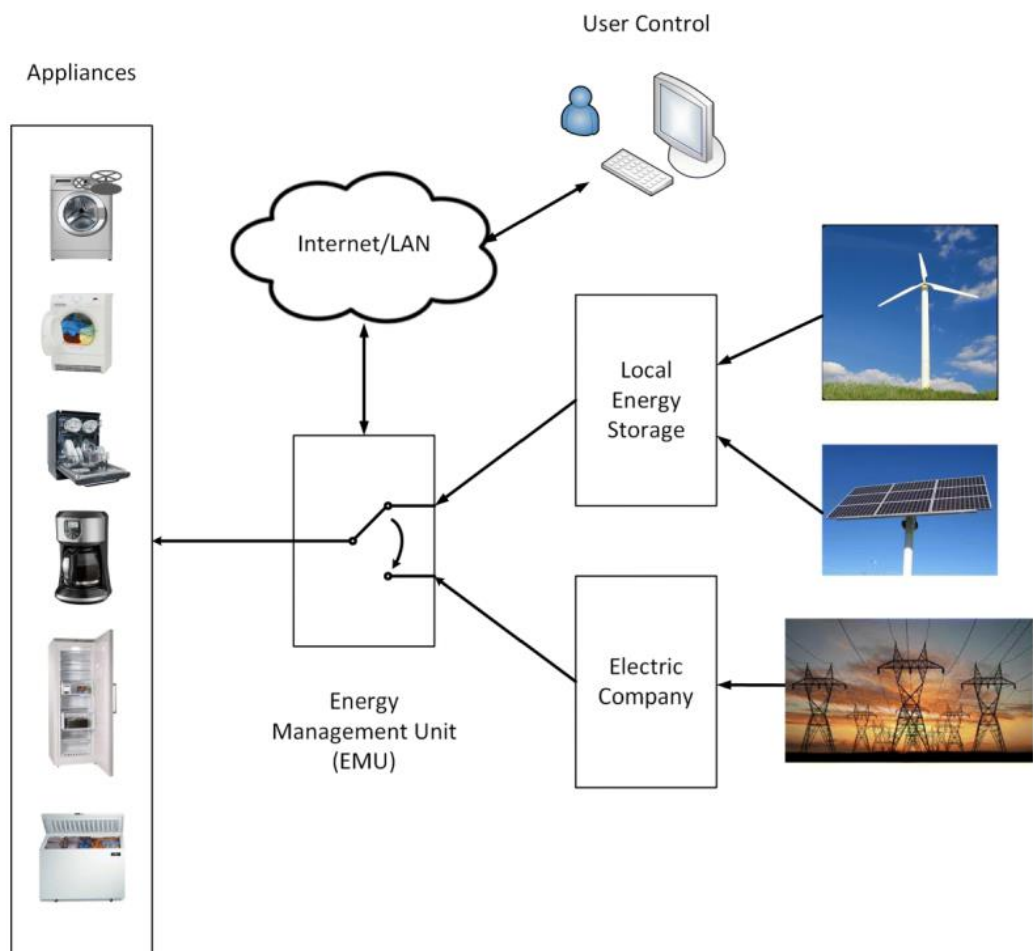 User Control
Appliances
Internet/LAN
Local
Energy
Storage
Electric
Company
Energy
Management Unit
(EMU)